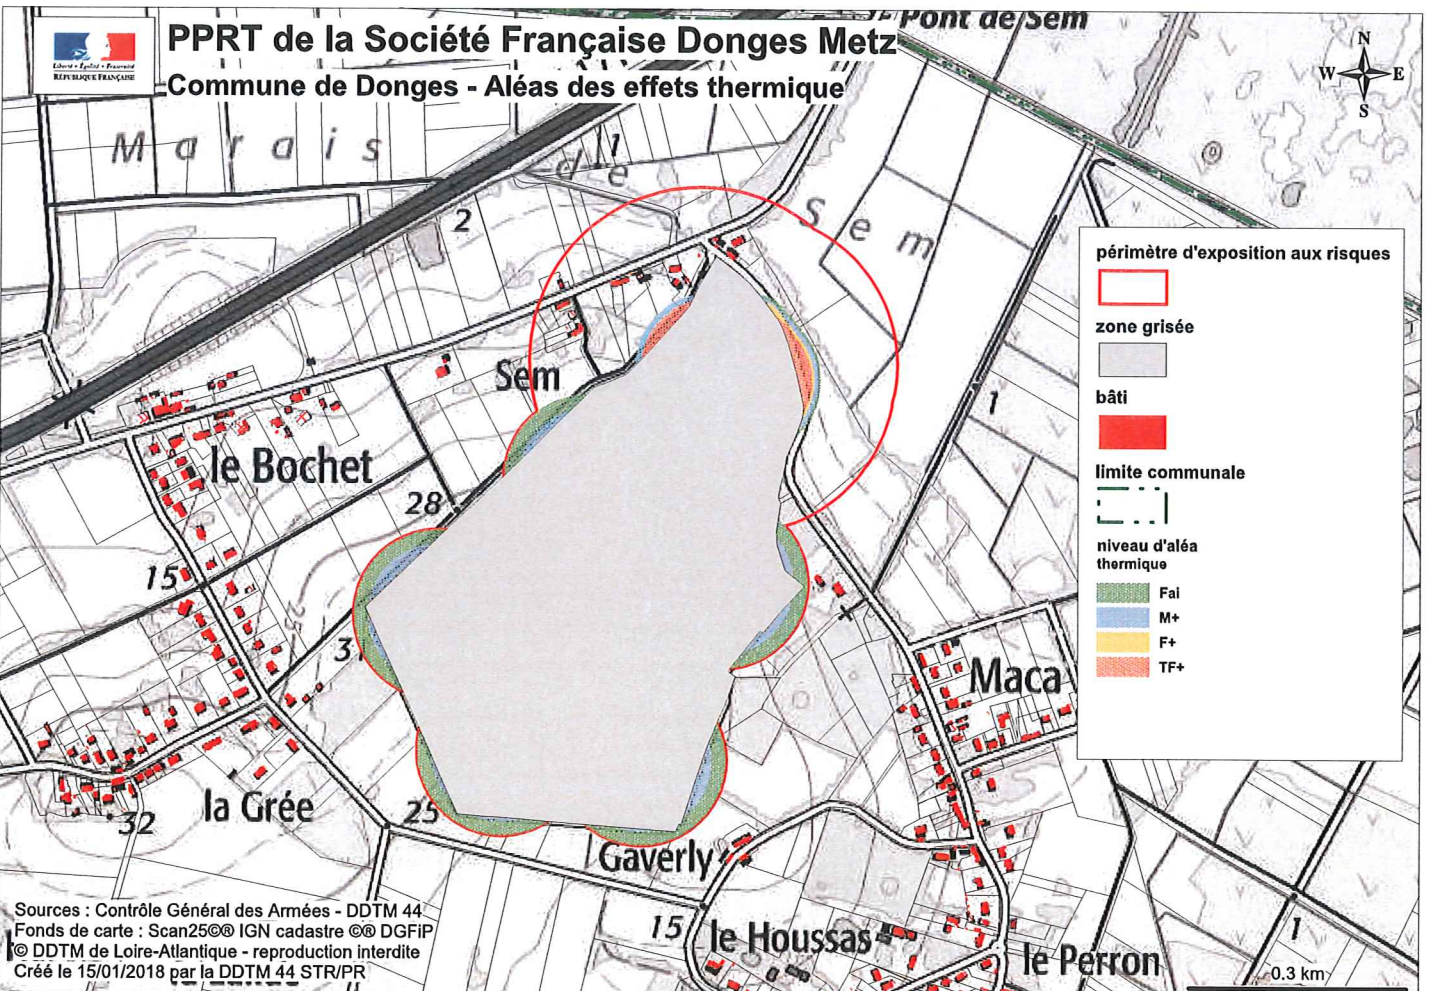 PPRT de la Société Française Donges Metz
Commune de Donges - Aléas des effets thermique
Liberté • Égalité • Fraternité
RÉPUBLIQUE FRANÇAISE
Pont de Sem
N
W E
S
Marais
de
Sem
11
2
1
périmètre d'exposition aux risques
zone grisée
bâti
limite communale
niveau d'aléa
thermique
Fai
M+
F+
TF+
Sem
le Bochet
28
15
31
Maca
la Grée
25
32
Gaverly
15
le Houssas
le Perron
1
Sources : Contrôle Général des Armées - DDTM 44
Fonds de carte : Scan25©® IGN cadastre ©® DGFiP
© DDTM de Loire-Atlantique - reproduction interdite
Créé le 15/01/2018 par la DDTM 44 STR/PR
0.3 km